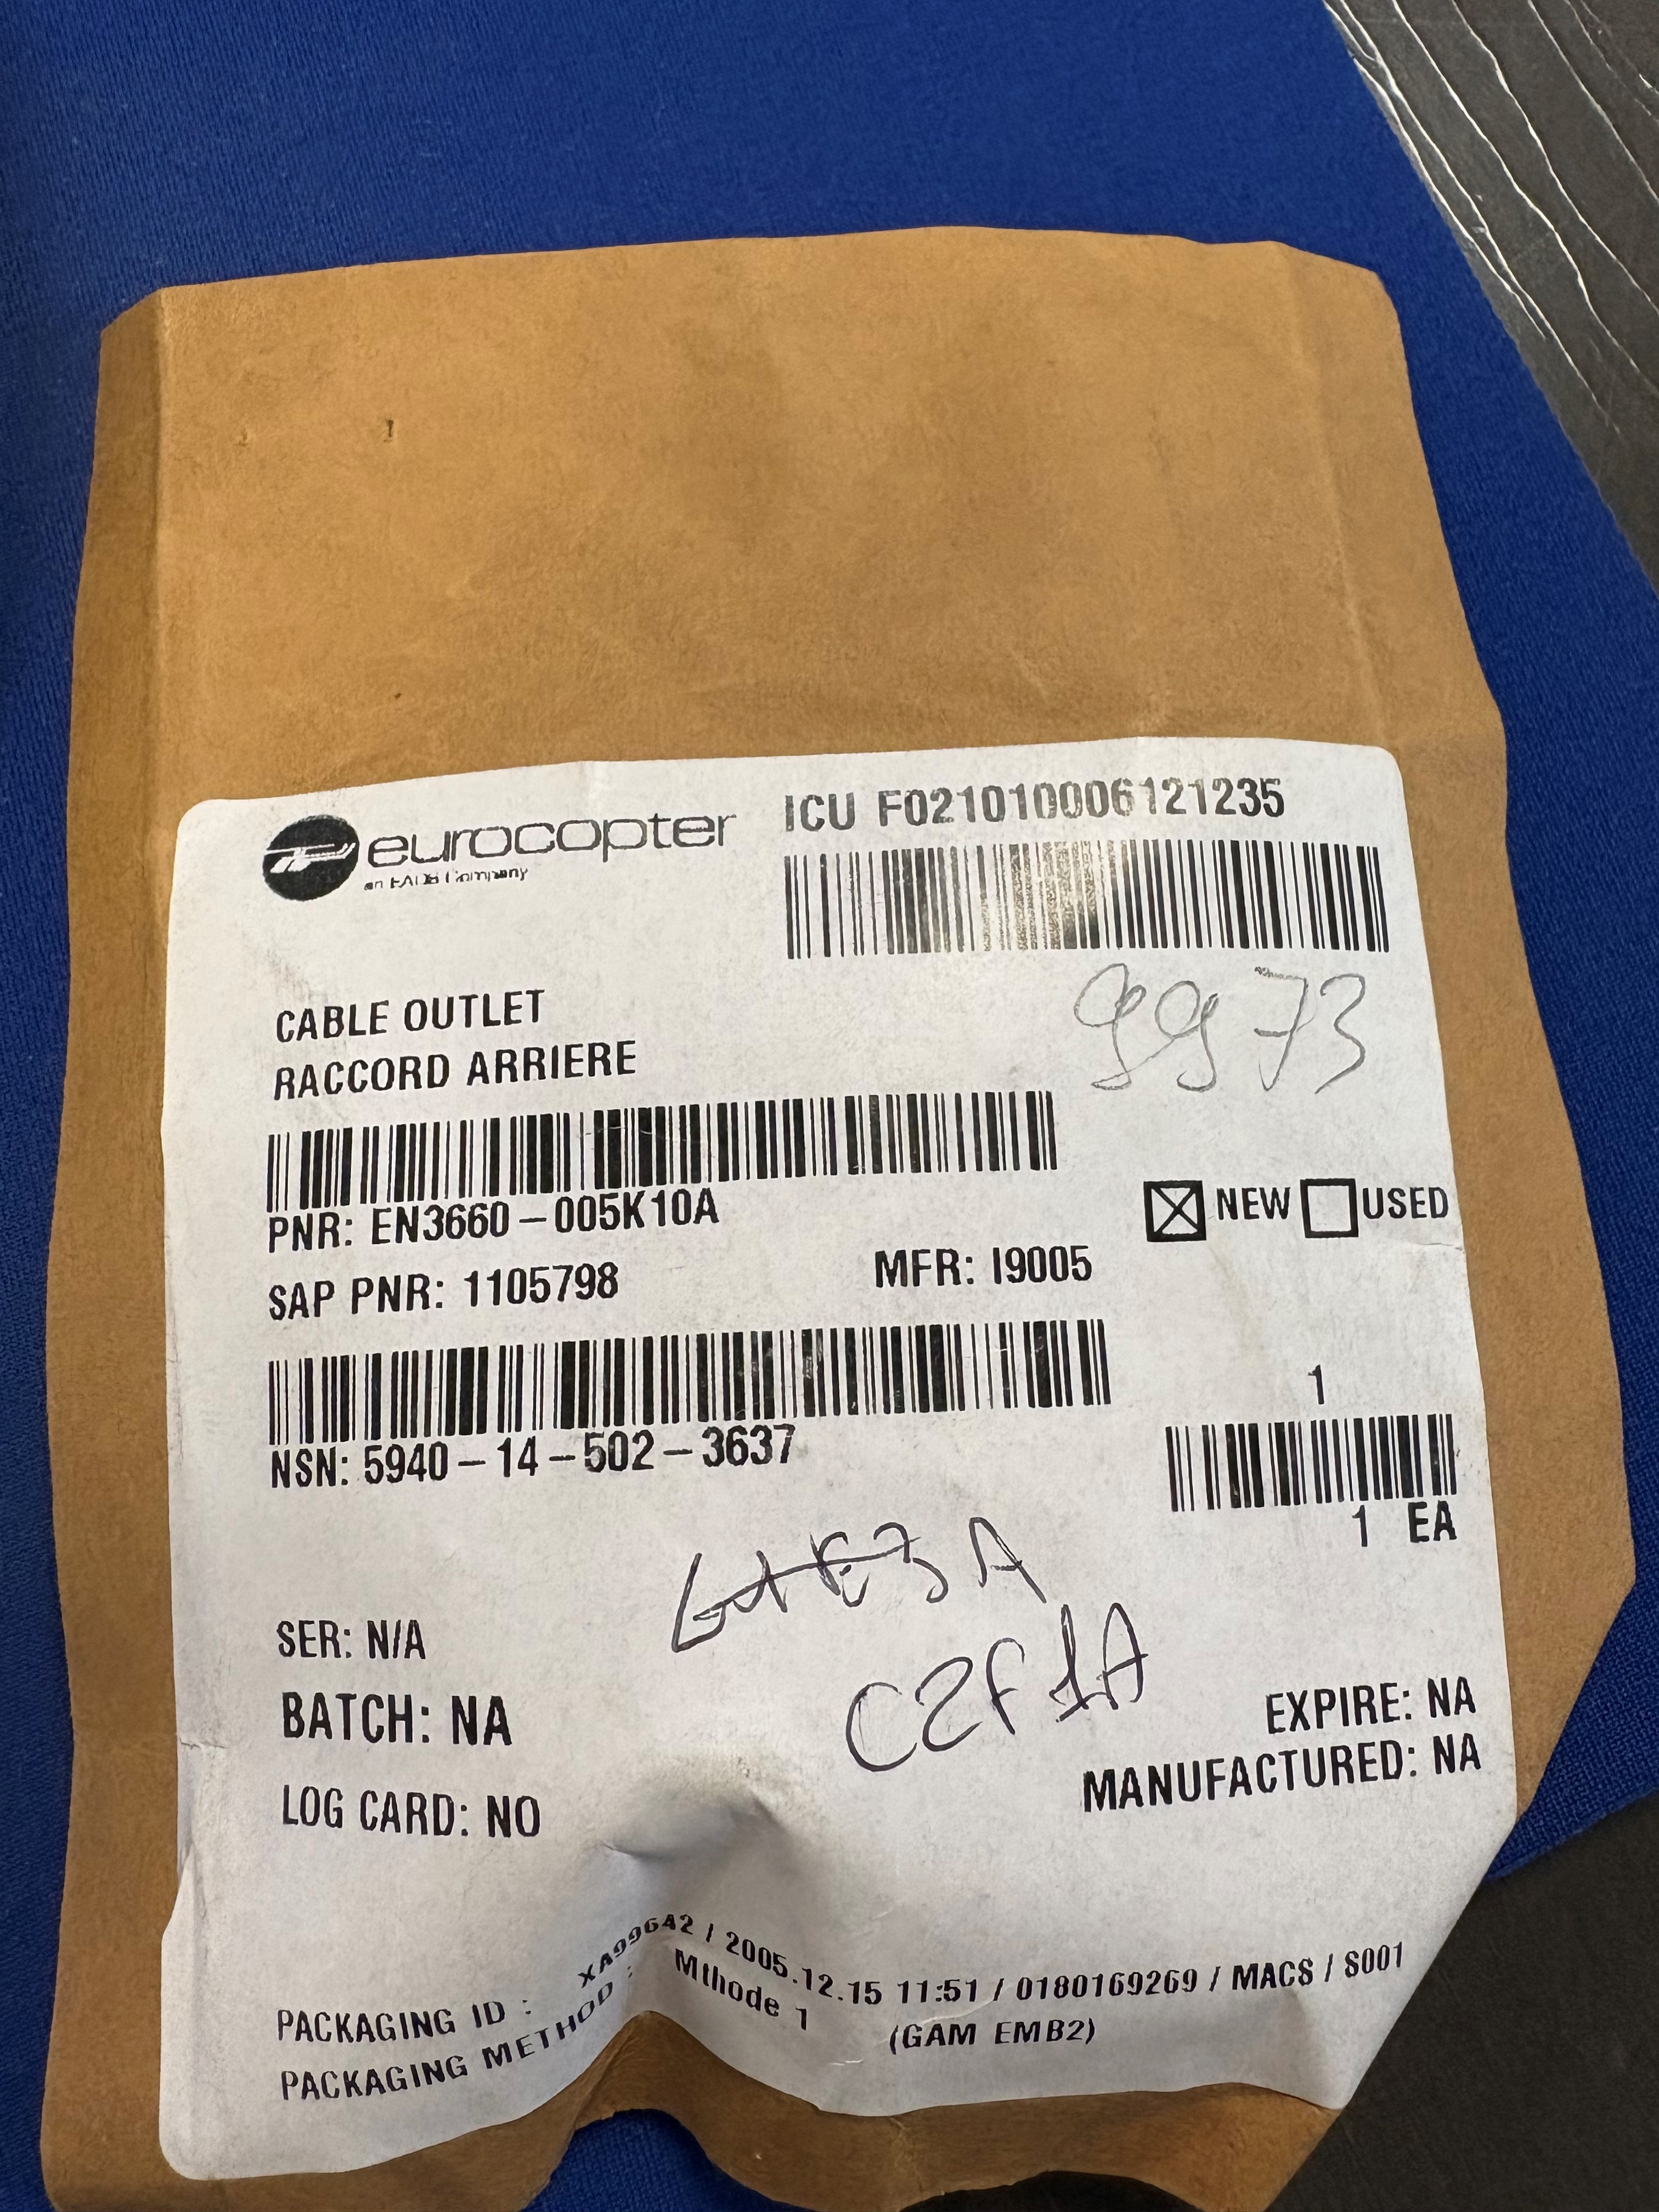 eurocopter
an EADS Company
ICU F021010006121235
9973
CABLE OUTLET
RACCORD ARRIERE
PNR: EN3660-005K10A
NEW USED
SAP PNR: 1105798 MFR: I9005
NSN: 5940-14-502-3637
1
1 EA
C2F1A
SER: N/A
BATCH: NA
EXPIRE: NA
LOG CARD: NO
MANUFACTURED: NA
PACKAGING ID : XA996A2 / 2005.12.15 11:51 / 0180169269 / MACS / S001
PACKAGING METHOD : Mthode 1 (GAM EMB2)